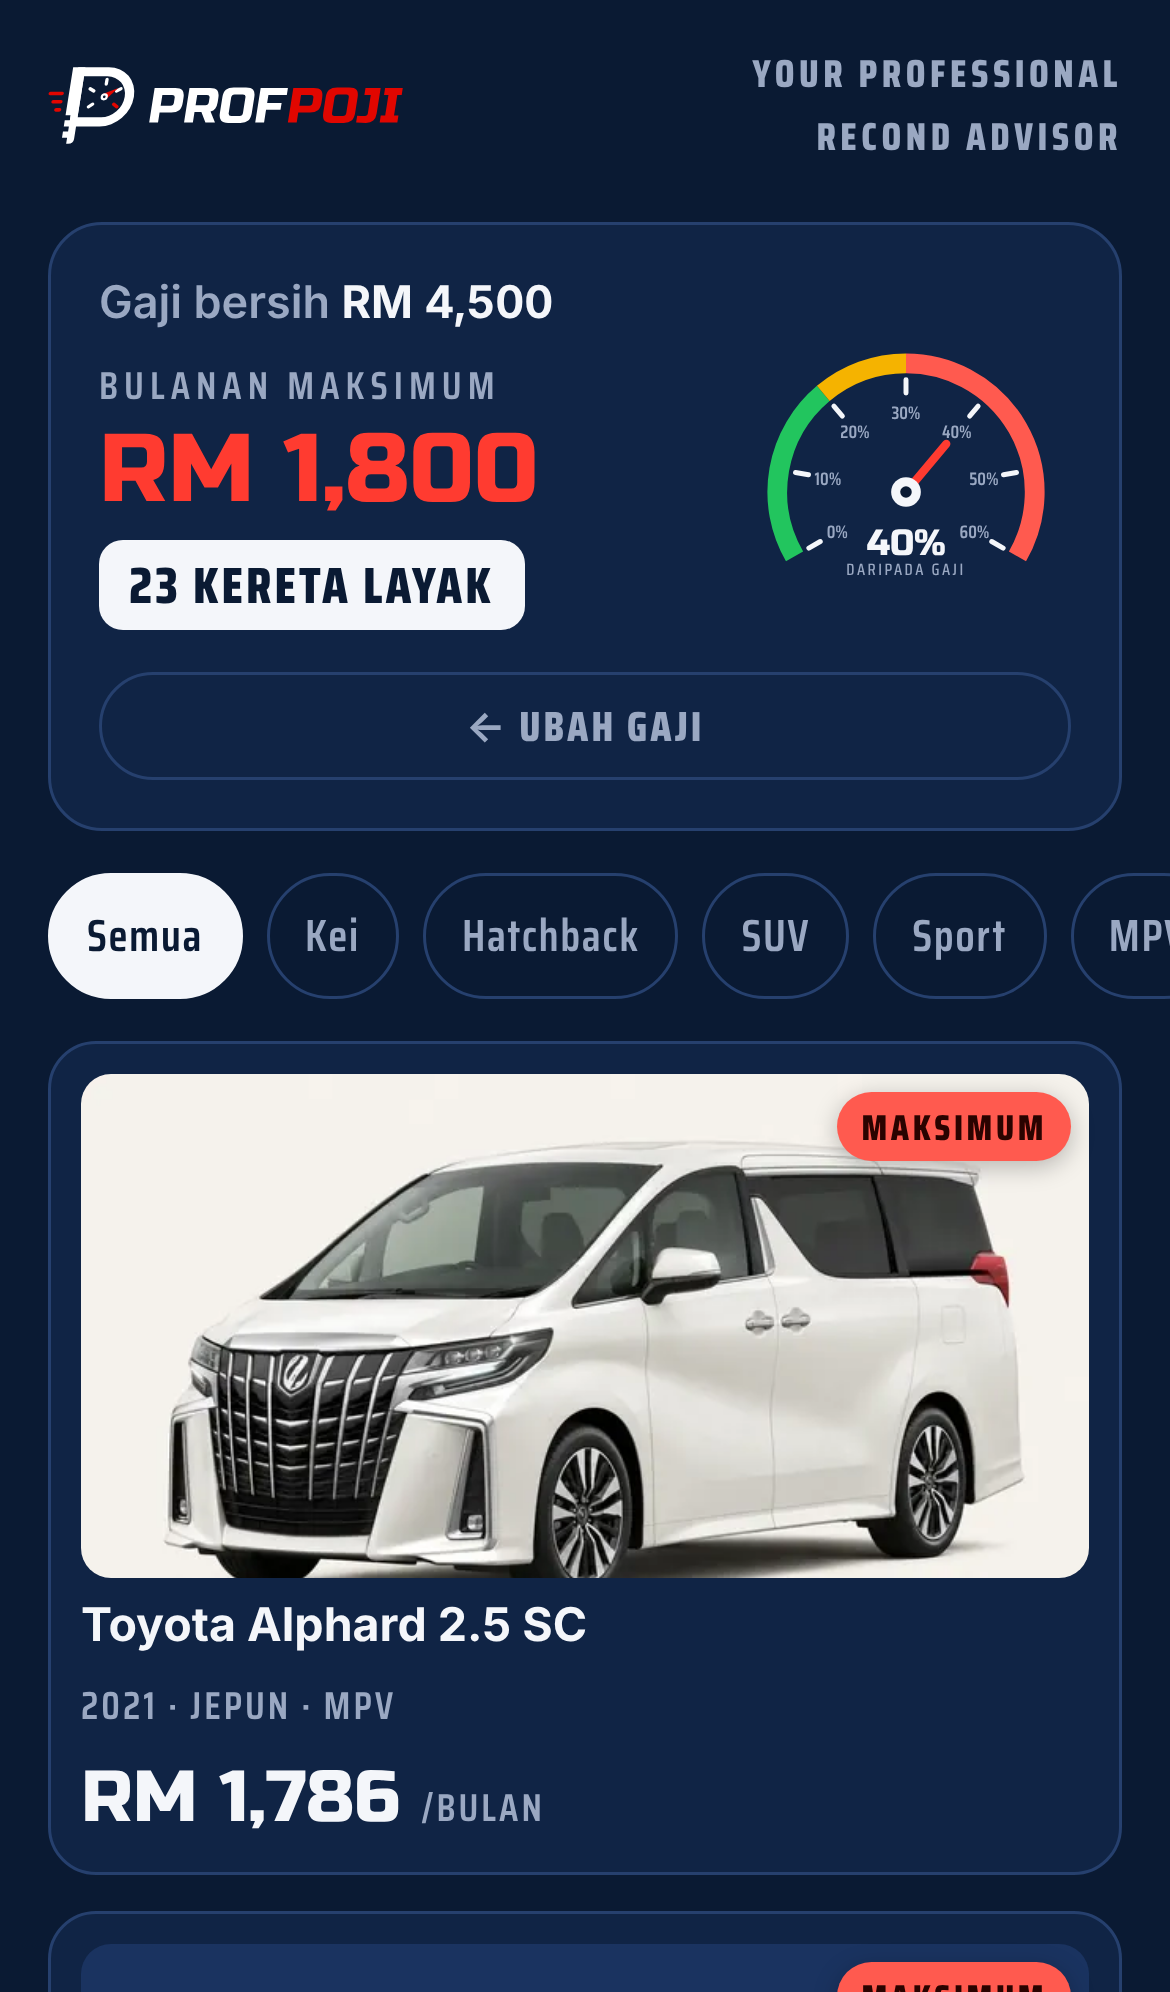 PROFPOJI
YOUR PROFESSIONAL
RECOND ADVISOR
Gaji bersih RM 4,500
BULANAN MAKSIMUM
RM 1,800
23 KERETA LAYAK
0%
10%
20%
30%
40%
50%
60%
40%
DARIPADA GAJI
← UBAH GAJI
Semua
Kei
Hatchback
SUV
Sport
MPV
MAKSIMUM
Toyota Alphard 2.5 SC
2021 · JEPUN · MPV
RM 1,786 /BULAN
MAKSIMUM